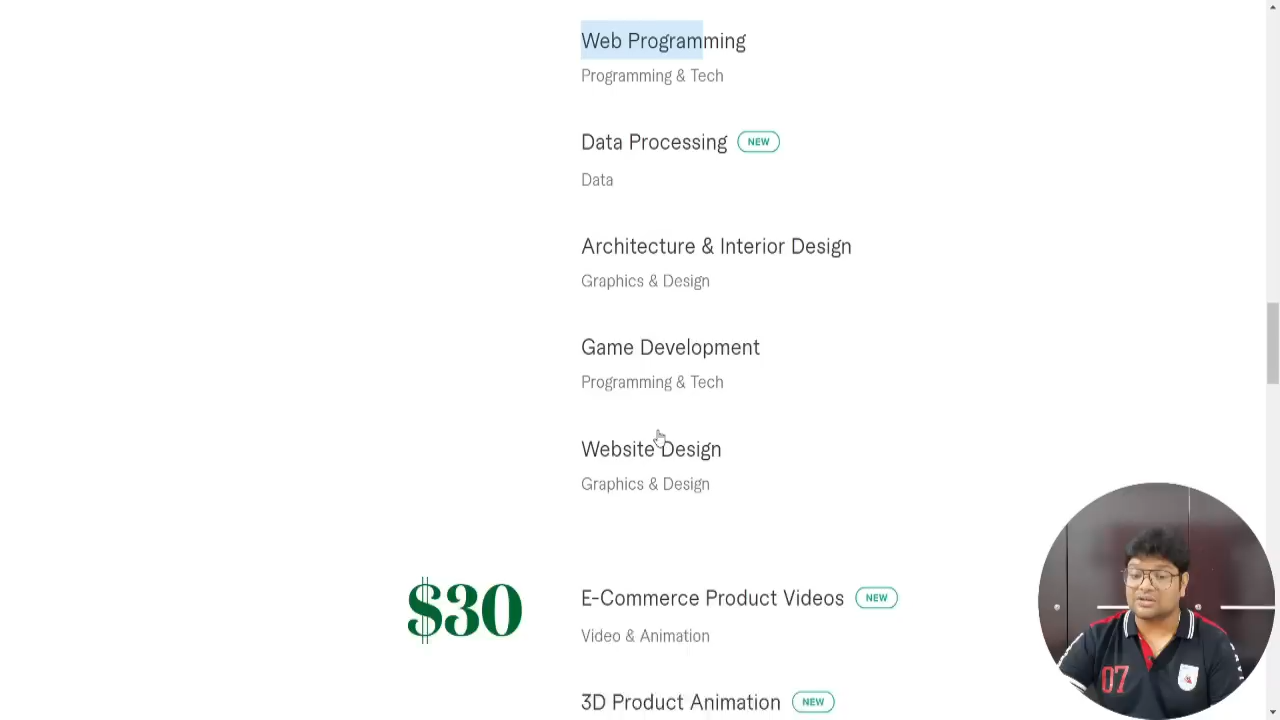 Web Programming
Programming & Tech
Data Processing NEW
Data
Architecture & Interior Design
Graphics & Design
Game Development
Programming & Tech
Website Design
Graphics & Design
$30
E-Commerce Product Videos NEW
Video & Animation
3D Product Animation NEW
07